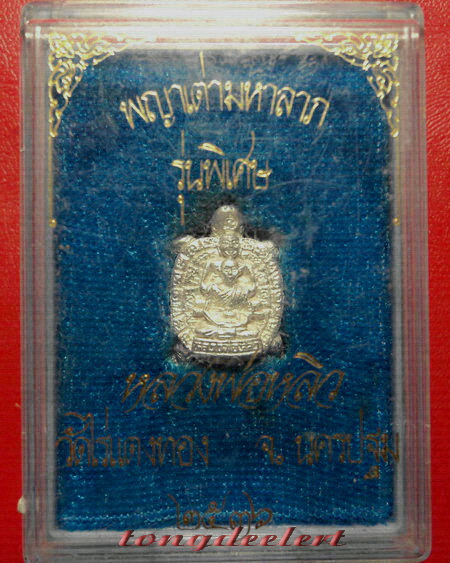 พญาเต่ามหาลาภ
รุ่นพิเศษ
หลวงพ่อหลิว
วัดไร่แตงทอง จ. นครปฐม
๒๕๓๖
tonyileelert